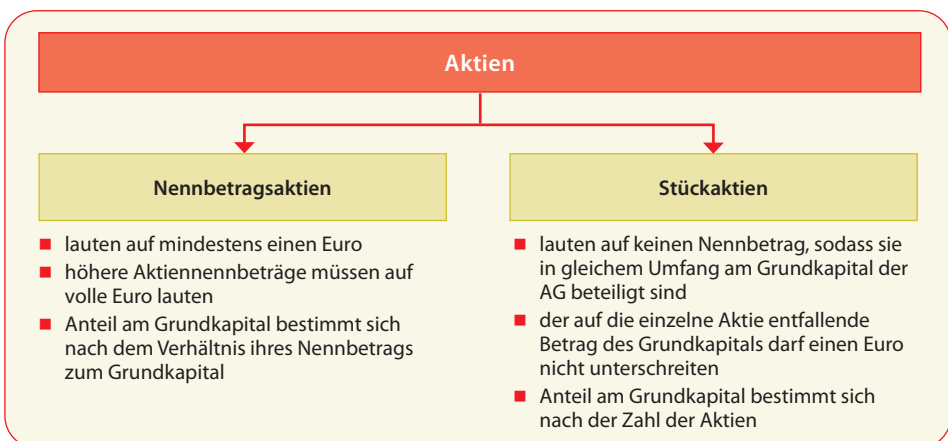 Aktien
Nennbetragsaktien
lauten auf mindestens einen Euro
höhere Aktiennennbeträge müssen auf
volle Euro lauten
Anteil am Grundkapital bestimmt sich
nach dem Verhältnis ihres Nennbetrags
zum Grundkapital
Stückaktien
lauten auf keinen Nennbetrag, sodass sie
in gleichem Umfang am Grundkapital der
AG beteiligt sind
der auf die einzelne Aktie entfallende
Betrag des Grundkapitals darf einen Euro
nicht unterschreiten
Anteil am Grundkapital bestimmt sich
nach der Zahl der Aktien